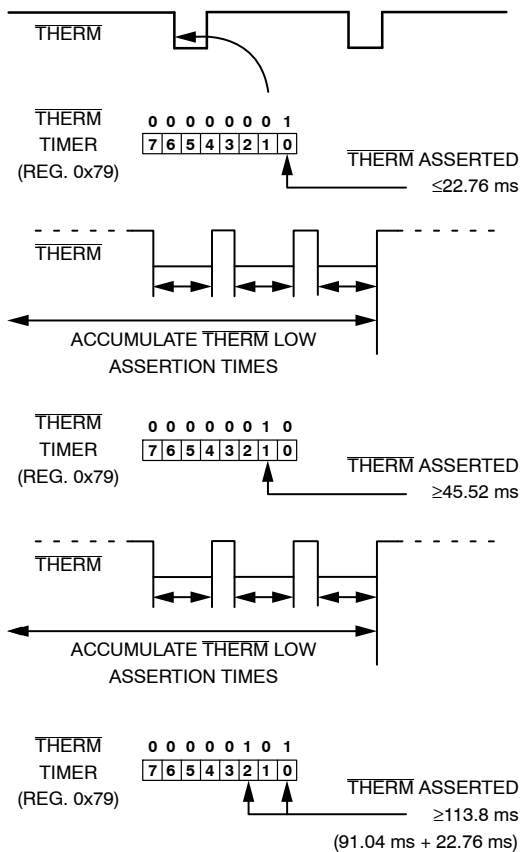 THERM
THERM
TIMER
(REG. 0x79)
0 0 0 0 0 0 0 1
7 6 5 4 3 2 1 0
THERM ASSERTED
≤22.76 ms
THERM
ACCUMULATE THERM LOW
ASSERTION TIMES
THERM
TIMER
(REG. 0x79)
0 0 0 0 0 0 1 0
7 6 5 4 3 2 1 0
THERM ASSERTED
≥45.52 ms
THERM
ACCUMULATE THERM LOW
ASSERTION TIMES
THERM
TIMER
(REG. 0x79)
0 0 0 0 0 1 0 1
7 6 5 4 3 2 1 0
THERM ASSERTED
≥113.8 ms
(91.04 ms + 22.76 ms)